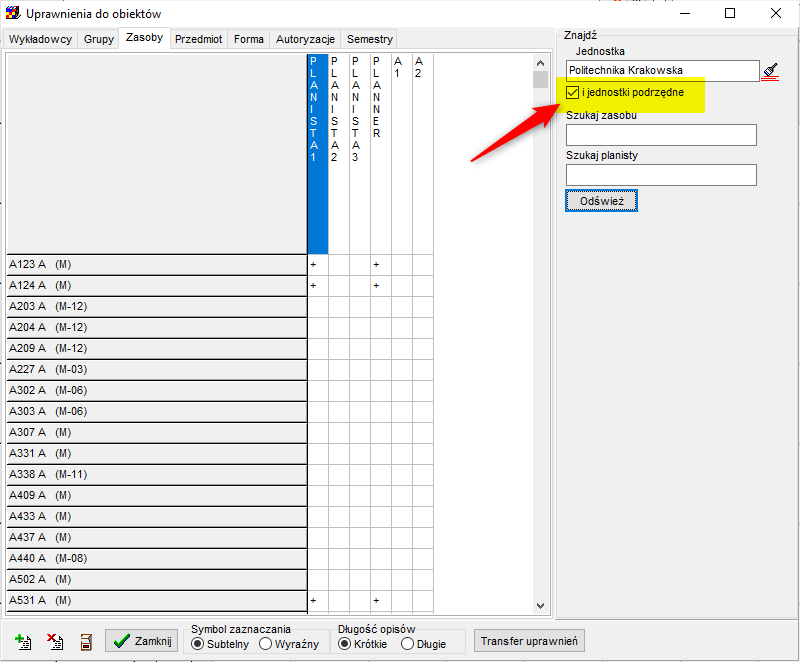 Uprawnienia do obiektów
Wykładowcy Grupy Zasoby Przedmiot Forma Autoryzacje Semestry
PLANISTA1 PLANISTA2 PLANISTA3 PLANNER A1 A2
A123 A (M) + +
A124 A (M) + +
A203 A (M-12)
A204 A (M-12)
A209 A (M-12)
A227 A (M-03)
A302 A (M-06)
A303 A (M-06)
A307 A (M)
A331 A (M)
A338 A (M-11)
A409 A (M)
A433 A (M)
A437 A (M)
A440 A (M-08)
A502 A (M)
A531 A (M) + +
Znajdź
Jednostka
Politechnika Krakowska
i jednostki podrzędne
Szukaj zasobu
Szukaj planisty
Odśwież
Zamknij
Symbol zaznaczania
Subtelny Wyraźny
Długość opisów
Krótkie Długie
Transfer uprawnień